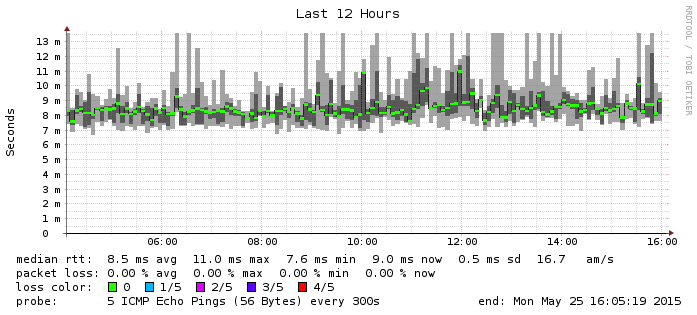 Last 12 Hours
RRDTOOL / TOBI OETIKER
Seconds
13 m
12 m
11 m
10 m
9 m
8 m
7 m
6 m
5 m
4 m
3 m
2 m
1 m
0
06:00 08:00 10:00 12:00 14:00 16:00
median rtt: 8.5 ms avg 11.0 ms max 7.6 ms min 9.0 ms now 0.5 ms sd 16.7 am/s
packet loss: 0.00 % avg 0.00 % max 0.00 % min 0.00 % now
loss color: 0 1/5 2/5 3/5 4/5
probe: 5 ICMP Echo Pings (56 Bytes) every 300s end: Mon May 25 16:05:19 2015